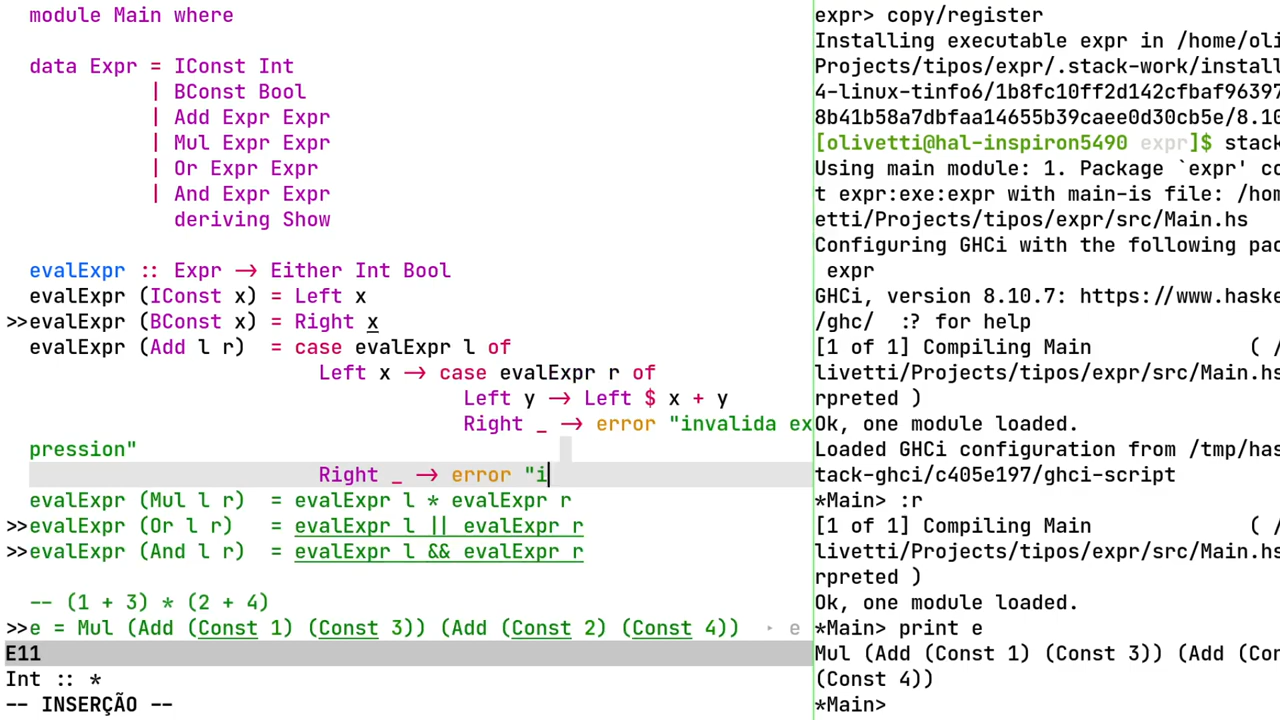 module Main where
data Expr = IConst Int
| BConst Bool
| Add Expr Expr
| Mul Expr Expr
| Or Expr Expr
| And Expr Expr
deriving Show
evalExpr :: Expr -> Either Int Bool
evalExpr (IConst x) = Left x
>>evalExpr (BConst x) = Right x
evalExpr (Add l r)  = case evalExpr l of
Left x -> case evalExpr r of
Left y -> Left $ x + y
Right _ -> error "invalida ex
pression"
Right _ -> error "i
evalExpr (Mul l r)  = evalExpr l * evalExpr r
>>evalExpr (Or l r)   = evalExpr l || evalExpr r
>>evalExpr (And l r)  = evalExpr l && evalExpr r
-- (1 + 3) * (2 + 4)
>>e = Mul (Add (Const 1) (Const 3)) (Add (Const 2) (Const 4))  ‣ e
E11
Int :: *
-- INSERÇÃO --
expr> copy/register
Installing executable expr in /home/oli
Projects/tipos/expr/.stack-work/install
4-linux-tinfo6/1b8fc10ff2d142cfbaf96397
8b41b58a7dbfaa14655b39caee0d30cb5e/8.10
[olivetti@hal-inspiron5490 expr]$ stack
Using main module: 1. Package `expr' co
t expr:exe:expr with main-is file: /hom
etti/Projects/tipos/expr/src/Main.hs
Configuring GHCi with the following pac
expr
GHCi, version 8.10.7: https://www.haske
/ghc/  :? for help
[1 of 1] Compiling Main             ( /
livetti/Projects/tipos/expr/src/Main.hs
rpreted )
Ok, one module loaded.
Loaded GHCi configuration from /tmp/has
tack-ghci/c405e197/ghci-script
*Main> :r
[1 of 1] Compiling Main             ( /
livetti/Projects/tipos/expr/src/Main.hs
rpreted )
Ok, one module loaded.
*Main> print e
Mul (Add (Const 1) (Const 3)) (Add (Con
(Const 4))
*Main>